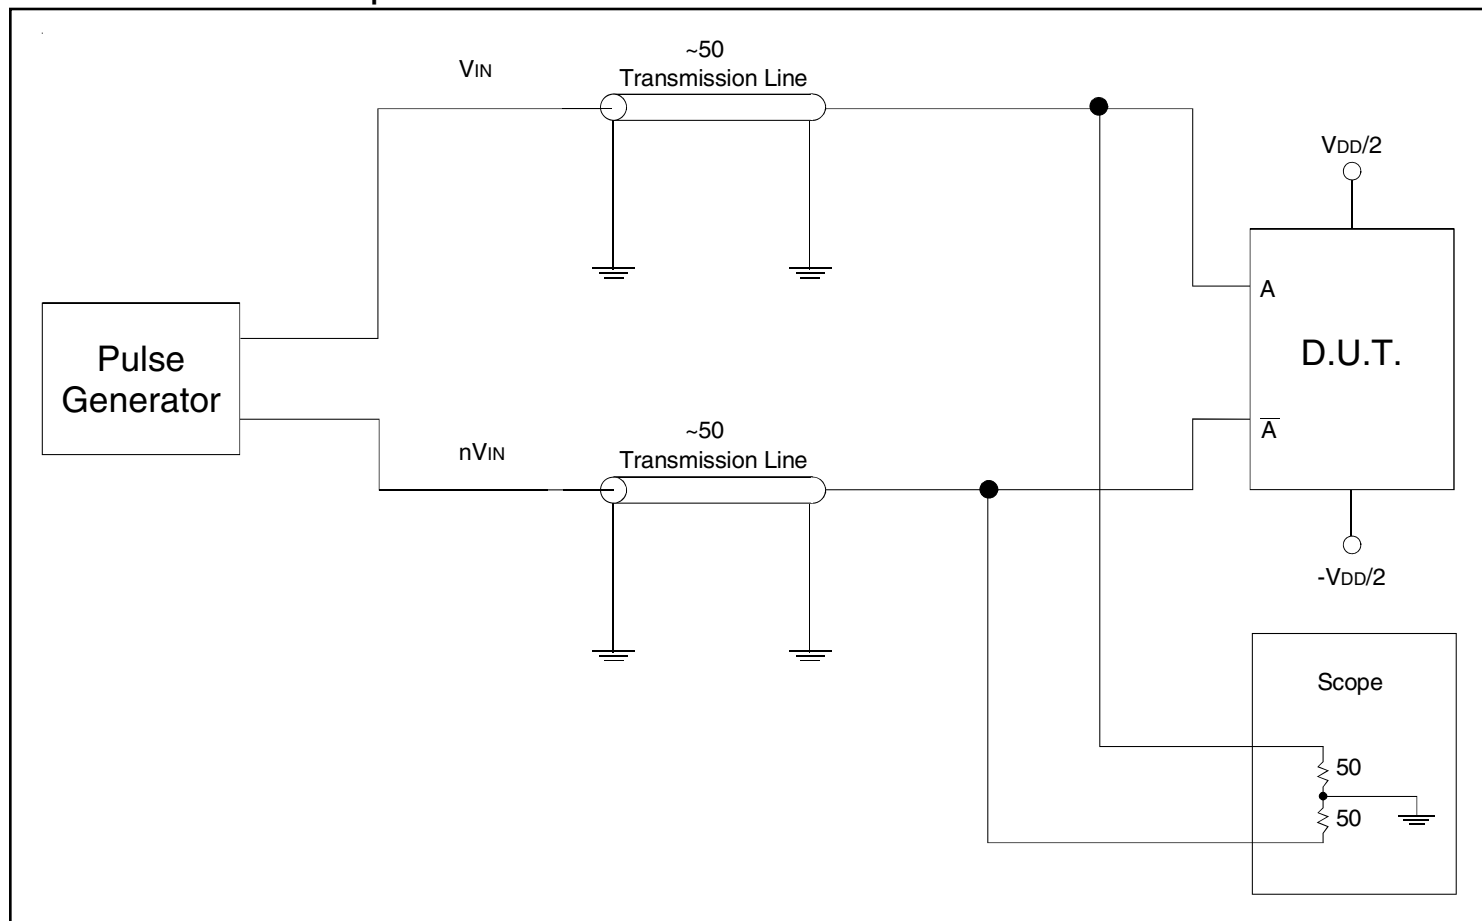 ~50
Transmission Line
VIN
VDD/2
A
D.U.T.
A̅
Pulse
Generator
~50
Transmission Line
nVIN
-VDD/2
Scope
50
50